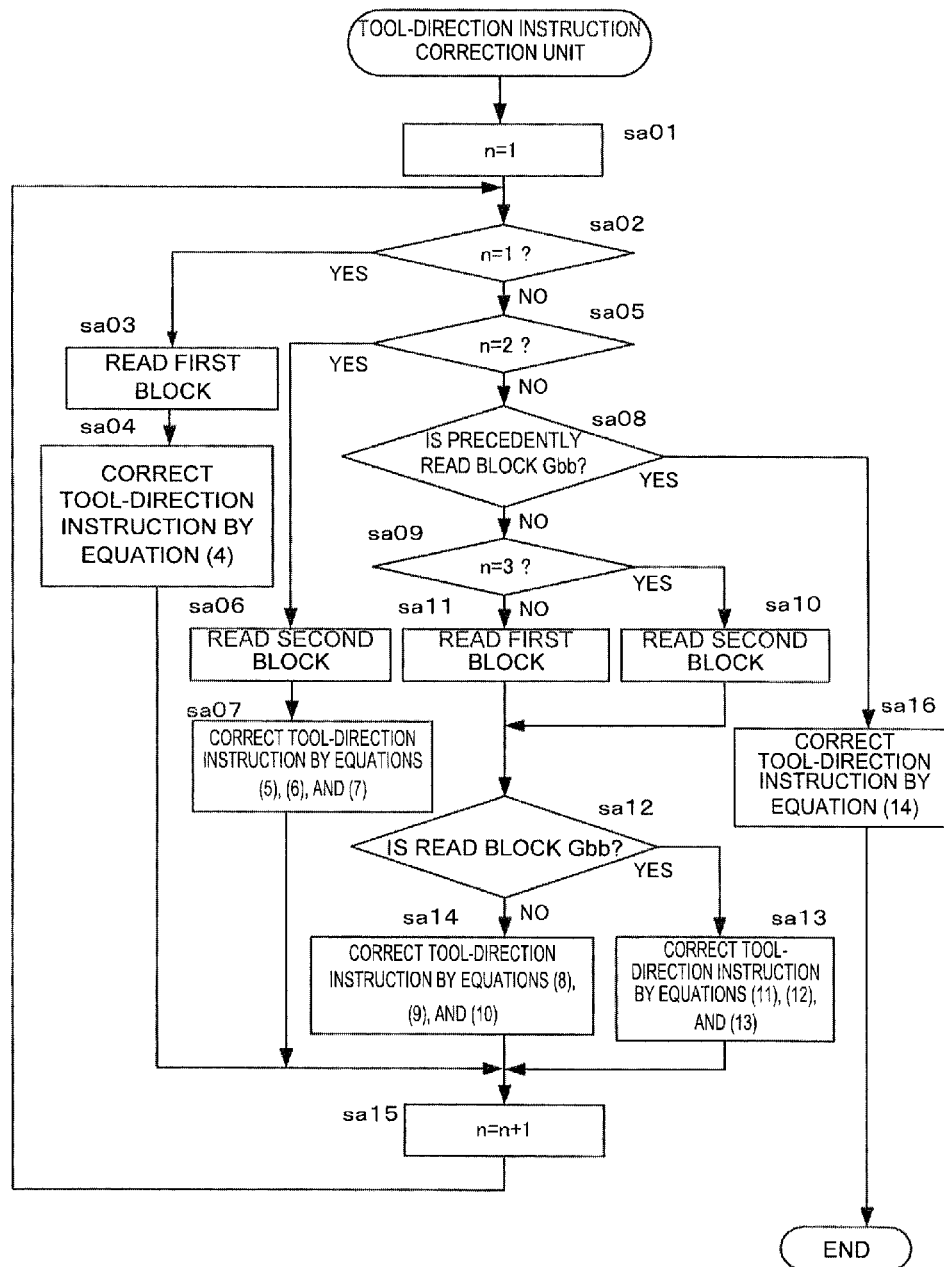 TOOL-DIRECTION INSTRUCTION
CORRECTION UNIT
sa01
n=1
sa02
n=1 ?
YES
NO
sa05
n=2 ?
YES
NO
sa03
READ FIRST
BLOCK
sa04
CORRECT
TOOL-DIRECTION
INSTRUCTION BY
EQUATION (4)
sa08
IS PRECEDENTLY
READ BLOCK Gbb?
YES
NO
sa09
n=3 ?
YES
NO
sa06
READ SECOND
BLOCK
sa11
READ FIRST
BLOCK
sa10
READ SECOND
BLOCK
sa07
CORRECT TOOL-DIRECTION
INSTRUCTION BY EQUATIONS
(5), (6), AND (7)
sa16
CORRECT
TOOL-DIRECTION
INSTRUCTION BY
EQUATION (14)
sa12
IS READ BLOCK Gbb?
YES
NO
sa14
CORRECT TOOL-DIRECTION
INSTRUCTION BY EQUATIONS (8),
(9), AND (10)
sa13
CORRECT TOOL-
DIRECTION INSTRUCTION
BY EQUATIONS (11), (12),
AND (13)
sa15
n=n+1
END